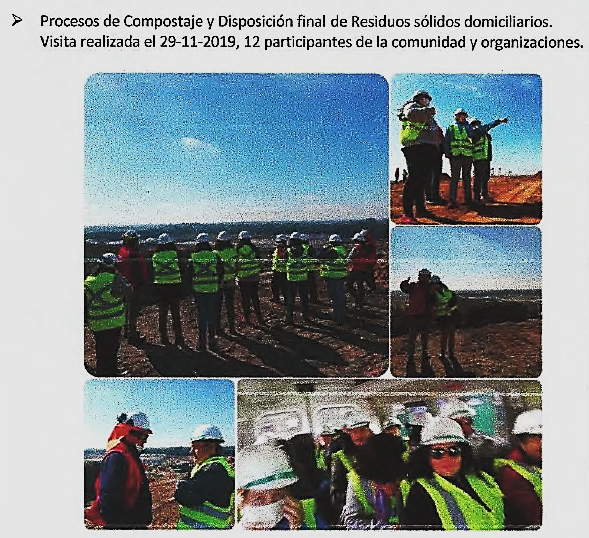 ➢ Procesos de Compostaje y Disposición final de Residuos sólidos domiciliarios.
Visita realizada el 29-11-2019, 12 participantes de la comunidad y organizaciones.